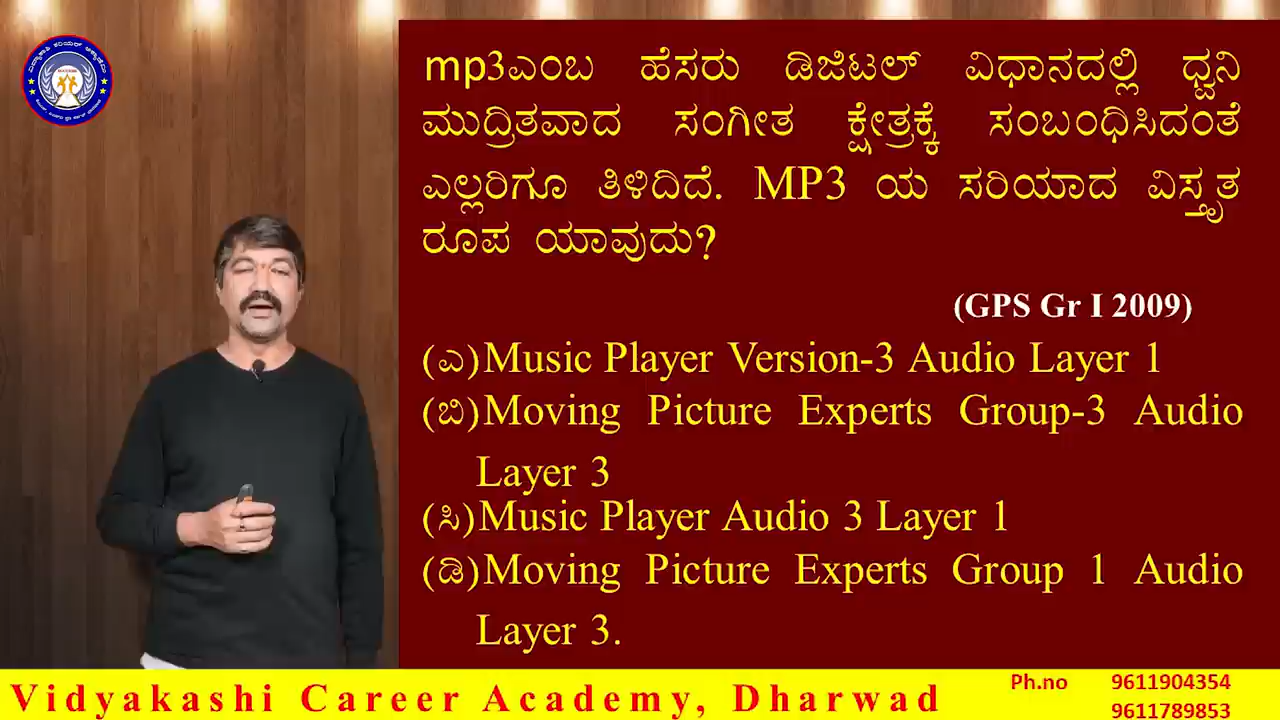 mp3ಎಂಬ ಹೆಸರು ಡಿಜಿಟಲ್ ವಿಧಾನದಲ್ಲಿ ಧ್ವನಿ
ಮುದ್ರಿತವಾದ ಸಂಗೀತ ಕ್ಷೇತ್ರಕ್ಕೆ ಸಂಬಂಧಿಸಿದಂತೆ
ಎಲ್ಲರಿಗೂ ತಿಳಿದಿದೆ. MP3 ಯ ಸರಿಯಾದ ವಿಸ್ತೃತ
ರೂಪ ಯಾವುದು?
(GPS Gr I 2009)
(ಎ)Music Player Version-3 Audio Layer 1
(ಬಿ)Moving Picture Experts Group-3 Audio
Layer 3
(ಸಿ)Music Player Audio 3 Layer 1
(ಡಿ)Moving Picture Experts Group 1 Audio
Layer 3.
Vidyakashi Career Academy, Dharwad
Ph.no 9611904354
9611789853